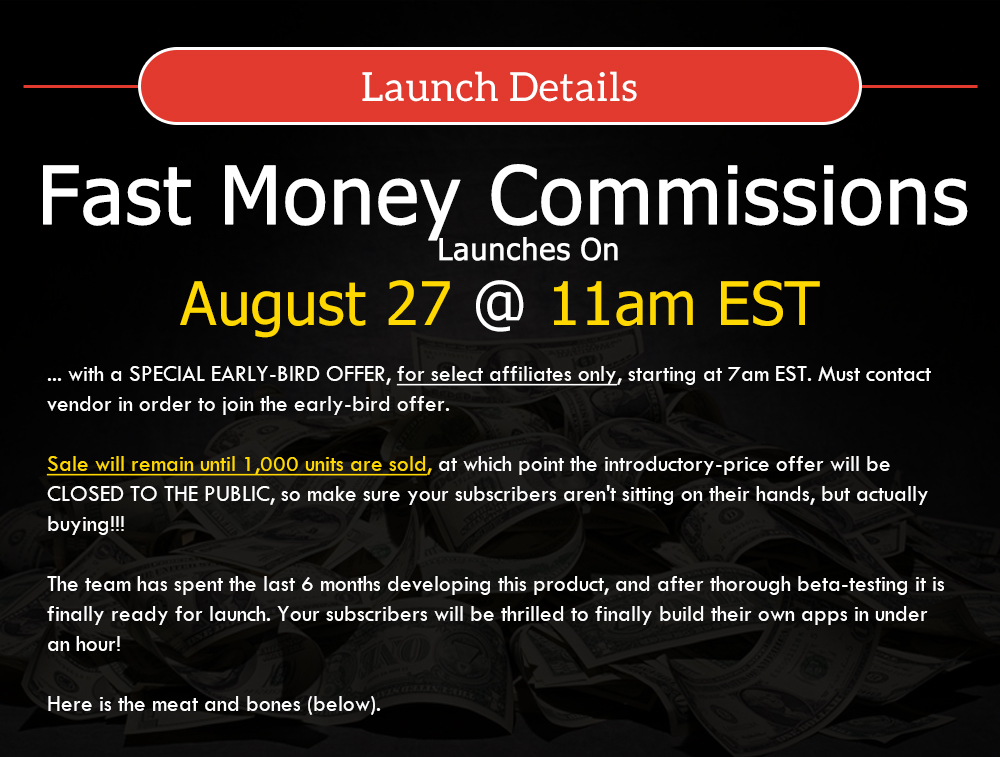 Launch Details
Fast Money Commissions
Launches On
August 27 @ 11am EST
... with a SPECIAL EARLY-BIRD OFFER, for select affiliates only, starting at 7am EST. Must contact
vendor in order to join the early-bird offer.
Sale will remain until 1,000 units are sold, at which point the introductory-price offer will be
CLOSED TO THE PUBLIC, so make sure your subscribers aren't sitting on their hands, but actually
buying!!!
The team has spent the last 6 months developing this product, and after thorough beta-testing it is
finally ready for launch. Your subscribers will be thrilled to finally build their own apps in under
an hour!
Here is the meat and bones (below).